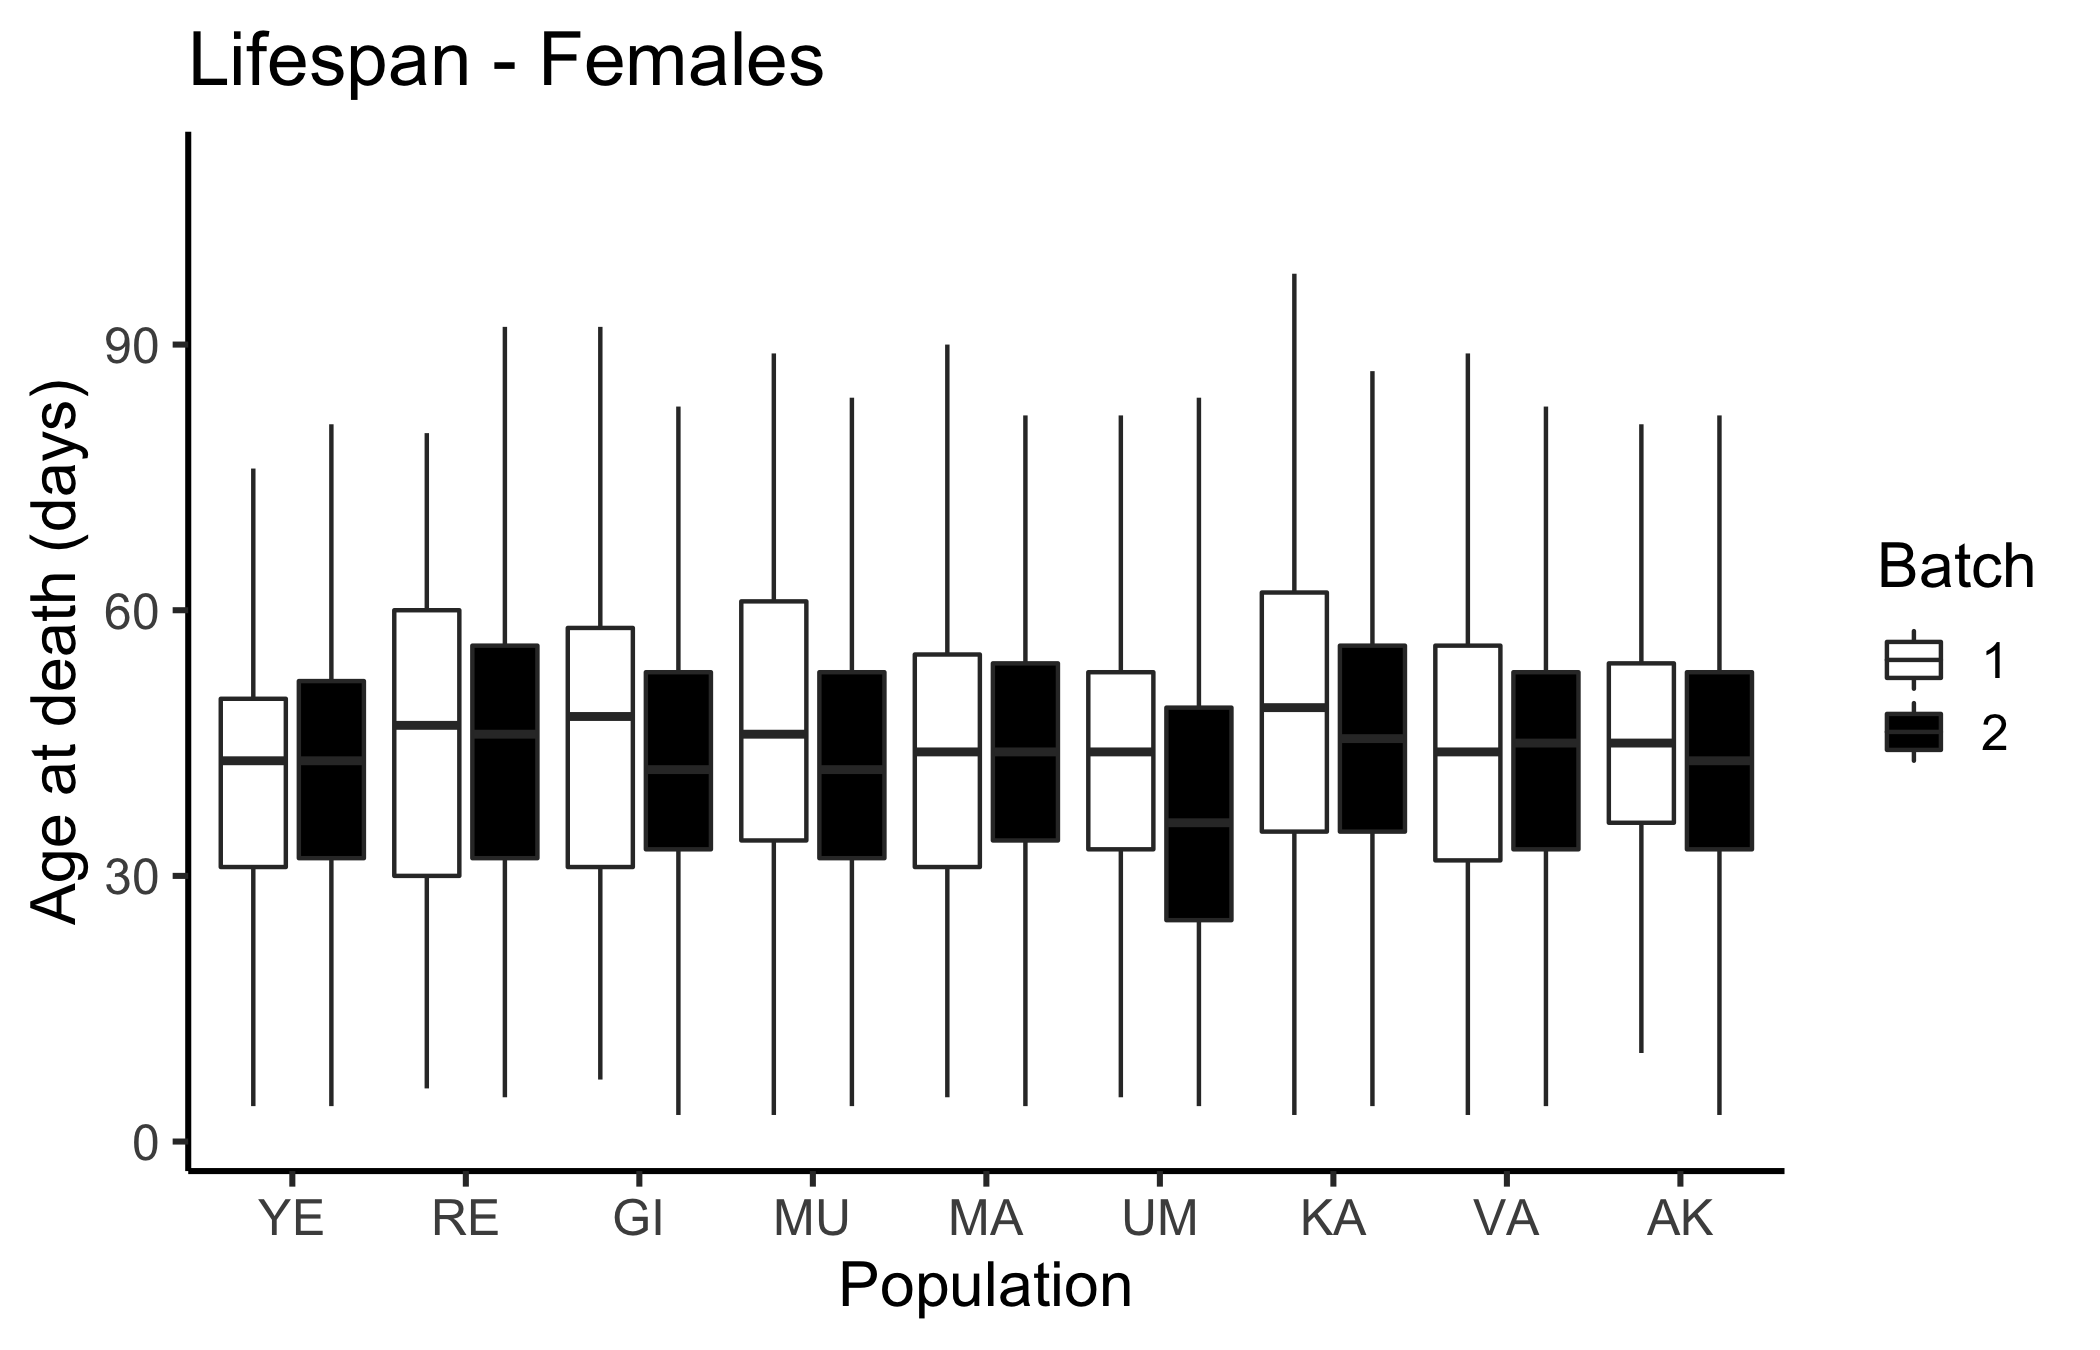 Lifespan - Females
Age at death (days)
90
60
30
0
YE RE GI MU MA UM KA VA AK
Population
Batch
1
2